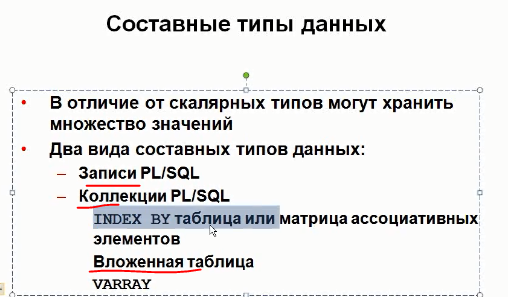 Составные типы данных
• В отличие от скалярных типов могут хранить
множество значений
• Два вида составных типов данных:
– Записи PL/SQL
– Коллекции PL/SQL
INDEX BY таблица или матрица ассоциативных
элементов
Вложенная таблица
VARRAY